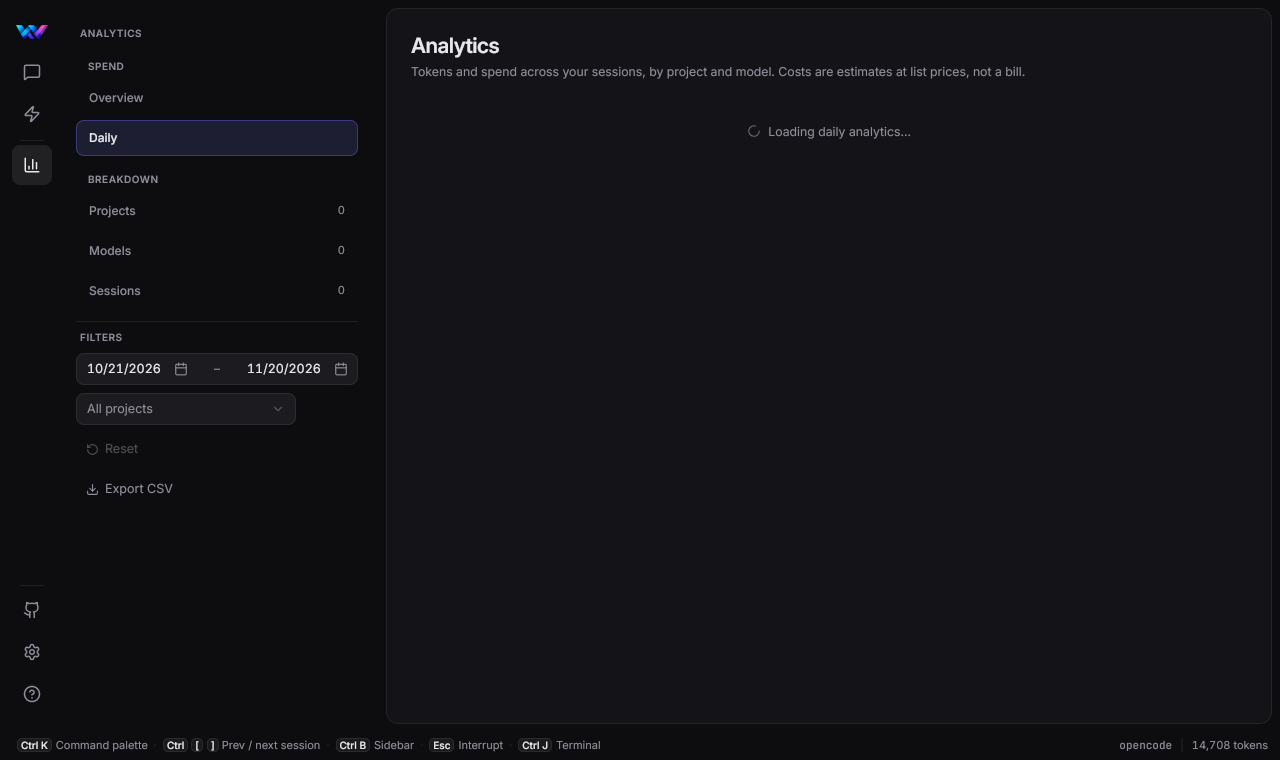 ANALYTICS
SPEND
Overview
Daily
BREAKDOWN
Projects 0
Models 0
Sessions 0
FILTERS
10/21/2026 – 11/20/2026
All projects
Reset
Export CSV
Analytics
Tokens and spend across your sessions, by project and model. Costs are estimates at list prices, not a bill.
Loading daily analytics...
Ctrl K Command palette · Ctrl [ ] Prev / next session · Ctrl B Sidebar · Esc Interrupt · Ctrl J Terminal
opencode 14,708 tokens